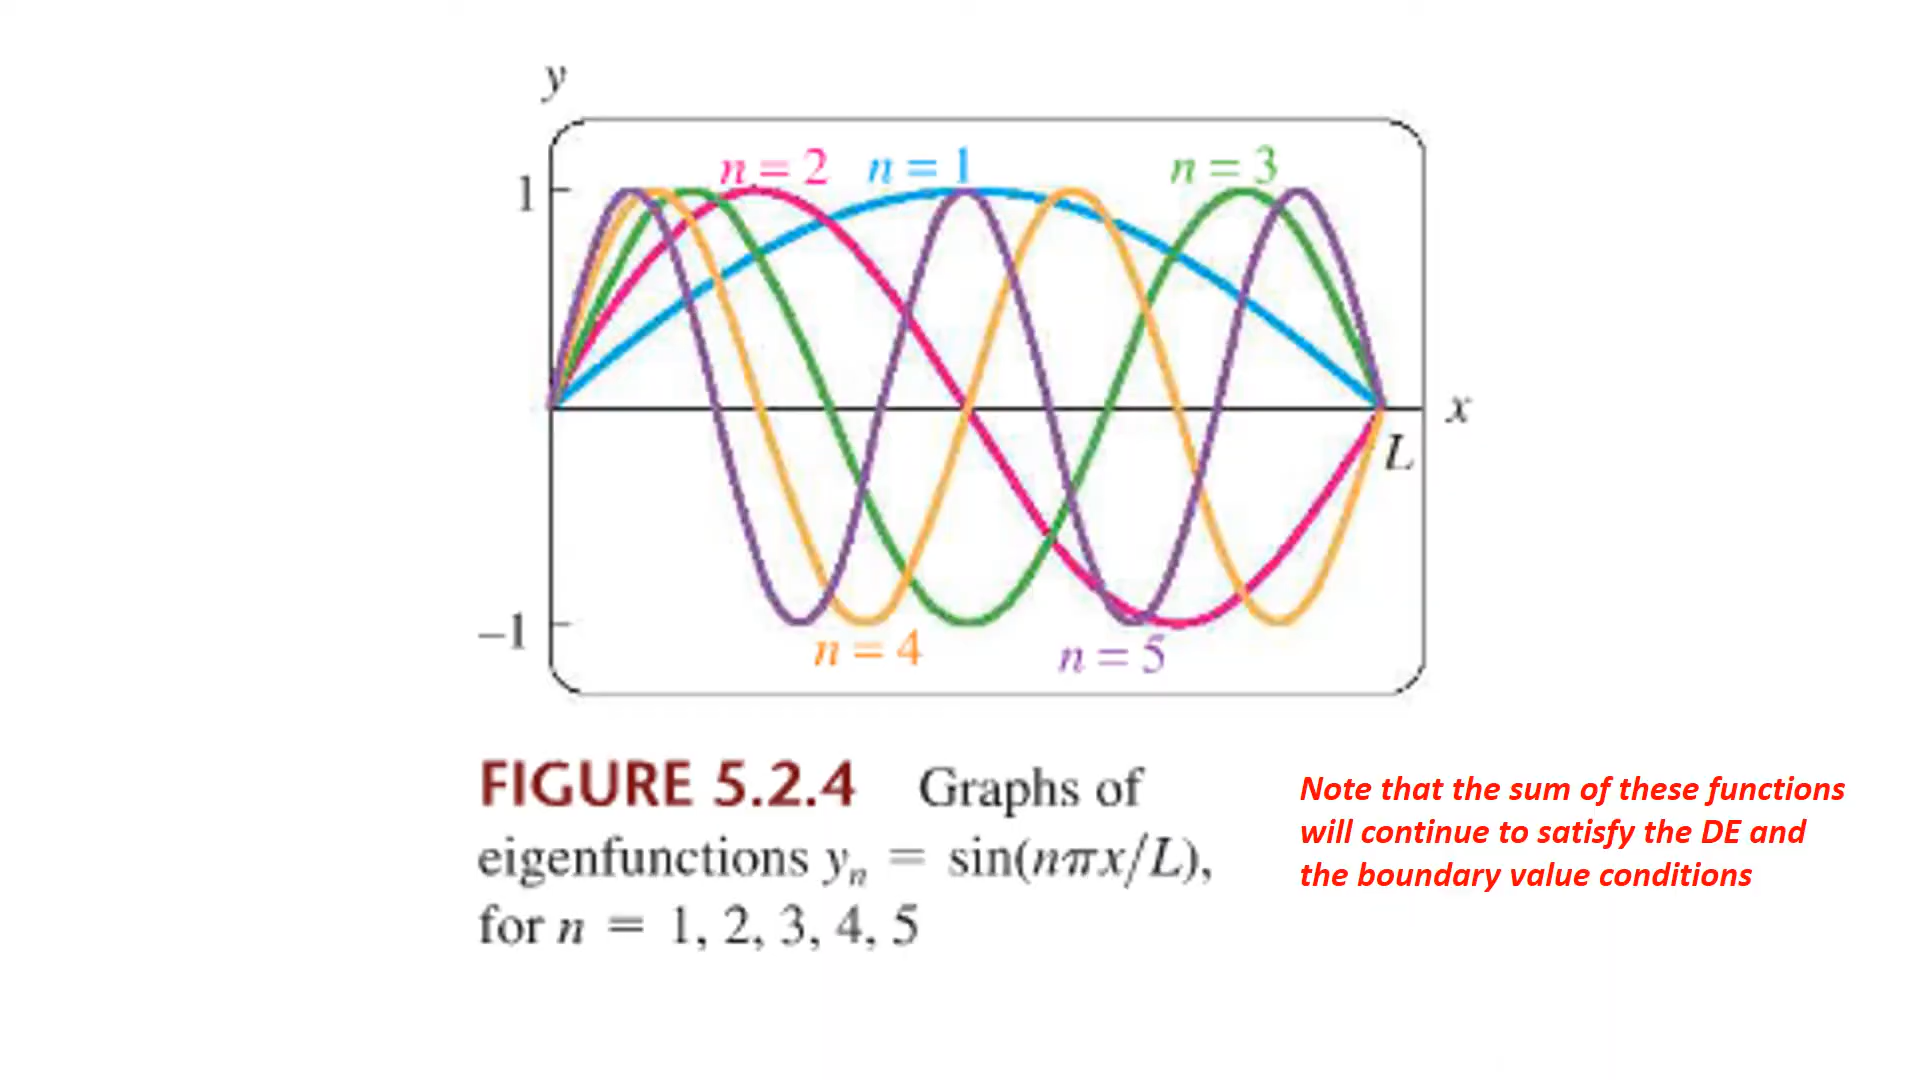 y
n = 2 n = 1 n = 3
1
x
L
–1
n = 4 n = 5
FIGURE 5.2.4 Graphs of
eigenfunctions yₙ = sin(nπx/L),
for n = 1, 2, 3, 4, 5
Note that the sum of these functions
will continue to satisfy the DE and
the boundary value conditions